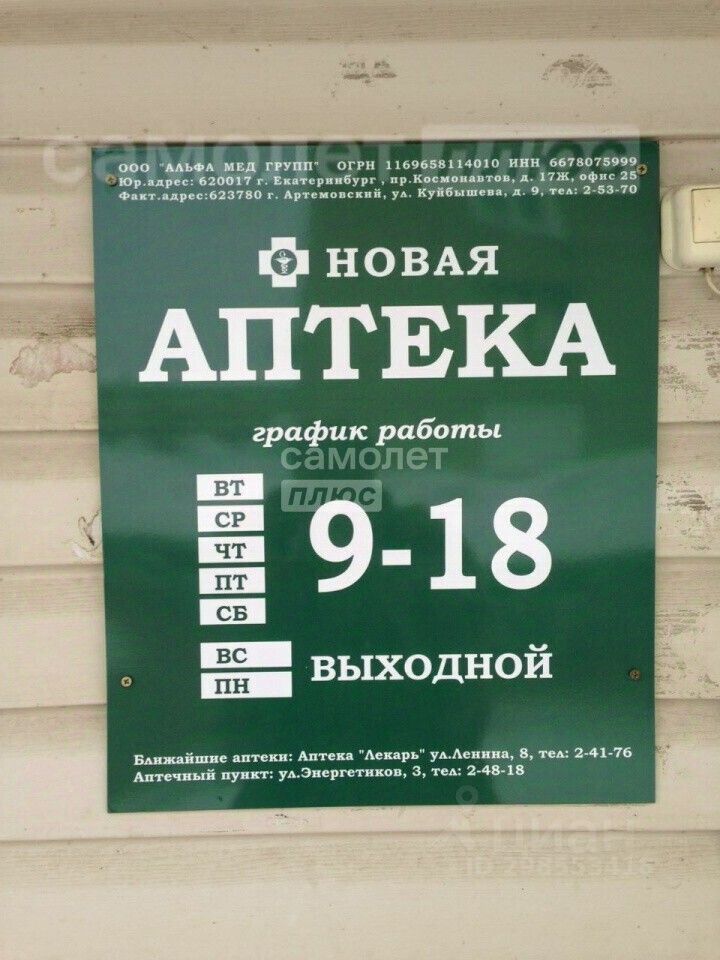 ООО "АЛЬФА МЕД ГРУПП" ОГРН 1169658114010 ИНН 6678075999
Юр.адрес: 620017 г. Екатеринбург , пр.Космонавтов, д. 17Ж, офис 25
Факт.адрес:623780 г. Артемовский, ул. Куйбышева, д. 9, тел: 2-53-70
НОВАЯ
АПТЕКА
график работы
самолет
плюс
ВТ
СР
ЧТ
ПТ
СБ
9-18
ВС
ПН
ВЫХОДНОЙ
Ближайшие аптеки: Аптека "Лекарь" ул.Ленина, 8, тел: 2-41-76
Аптечный пункт: ул.Энергетиков, 3, тел: 2-48-18
самолет плюс
Циан